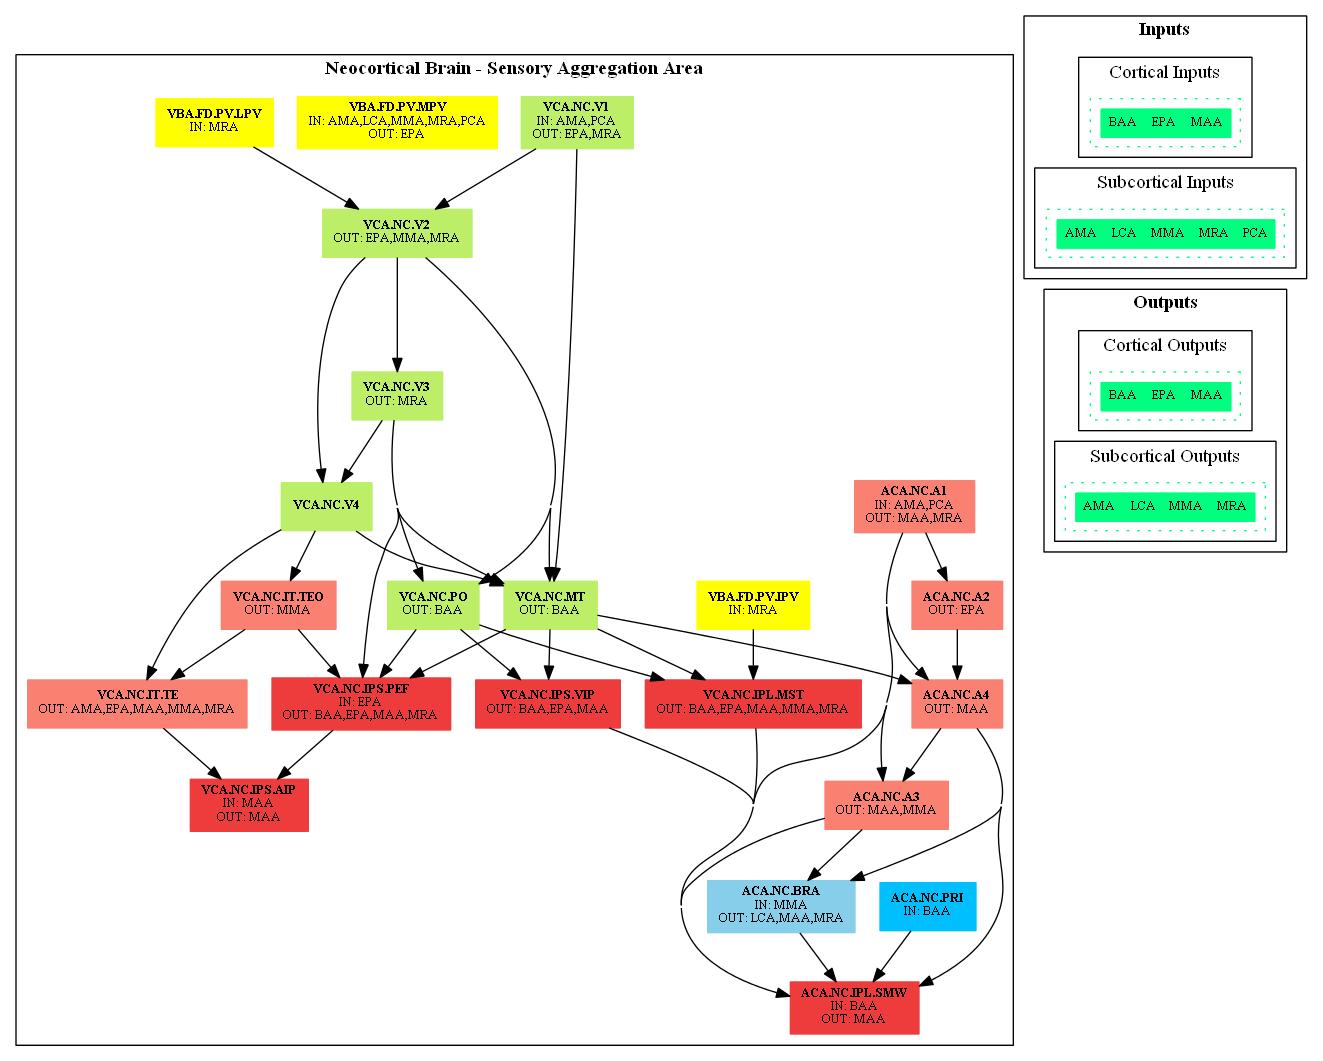 Inputs
Neocortical Brain - Sensory Aggregation Area
Cortical Inputs
BAA EPA MAA
VBA.FD.PV.LPV
IN: MRA
VBA.FD.PV.MPV
IN: AMA,LCA,MMA,MRA,PCA
OUT: EPA
VCA.NC.V1
IN: AMA,PCA
OUT: EPA,MRA
Subcortical Inputs
AMA LCA MMA MRA PCA
VCA.NC.V2
OUT: EPA,MMA,MRA
Outputs
Cortical Outputs
BAA EPA MAA
VCA.NC.V3
OUT: MRA
Subcortical Outputs
AMA LCA MMA MRA
VCA.NC.V4
ACA.NC.A1
IN: AMA,PCA
OUT: MAA,MRA
VCA.NC.IT.TEO
OUT: MMA
VCA.NC.PO
OUT: BAA
VCA.NC.MT
OUT: BAA
VBA.FD.PV.IPV
IN: MRA
ACA.NC.A2
OUT: EPA
VCA.NC.IT.TE
OUT: AMA,EPA,MAA,MMA,MRA
VCA.NC.IPS.PEF
IN: EPA
OUT: BAA,EPA,MAA,MRA
VCA.NC.IPS.VIP
OUT: BAA,EPA,MAA
VCA.NC.IPL.MST
OUT: BAA,EPA,MAA,MMA,MRA
ACA.NC.A4
OUT: MAA
VCA.NC.IPS.AIP
IN: MAA
OUT: MAA
ACA.NC.A3
OUT: MAA,MMA
ACA.NC.BRA
IN: MMA
OUT: LCA,MAA,MRA
ACA.NC.PRI
IN: BAA
ACA.NC.IPL.SMW
IN: BAA
OUT: MAA